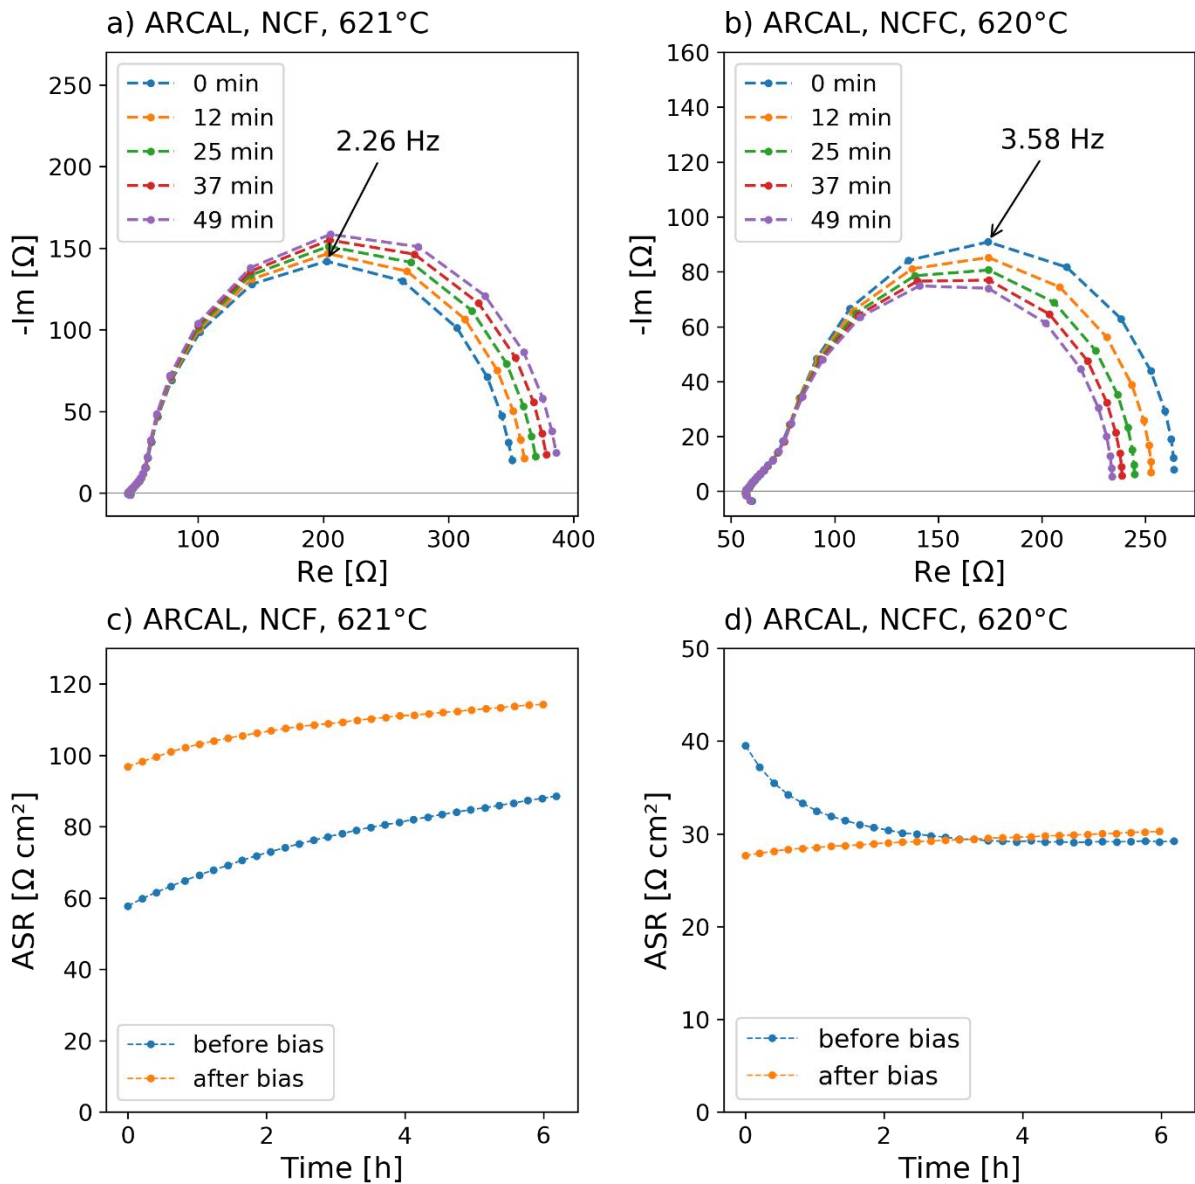 a) ARCAL, NCF, 621°C
250
200
150
100
50
0
-Im [Ω]
0 min
12 min
25 min
37 min
49 min
2.26 Hz
100
200
300
400
Re [Ω]
b) ARCAL, NCFC, 620°C
160
140
120
100
80
60
40
20
0
-Im [Ω]
0 min
12 min
25 min
37 min
49 min
3.58 Hz
50
100
150
200
250
Re [Ω]
c) ARCAL, NCF, 621°C
120
100
80
60
40
20
0
ASR [Ω cm²]
before bias
after bias
0
2
4
6
Time [h]
d) ARCAL, NCFC, 620°C
50
40
30
20
10
0
ASR [Ω cm²]
before bias
after bias
0
2
4
6
Time [h]